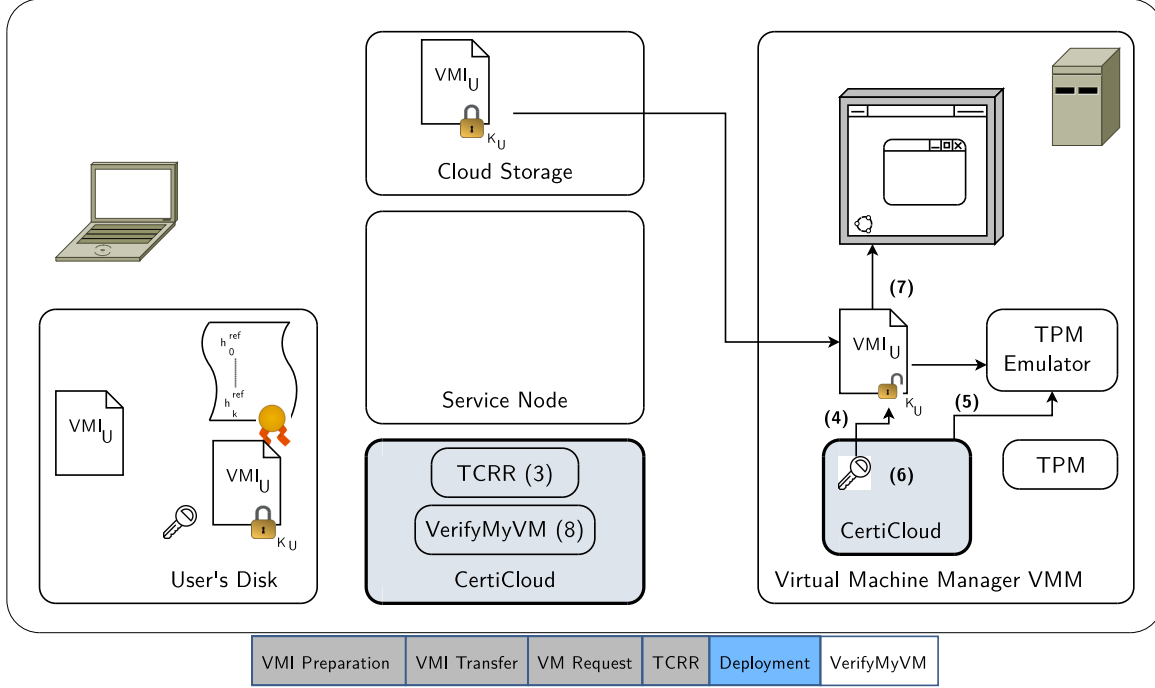 VMI U
K U
Cloud Storage
(7)
h ref 0
h ref k
VMI U
VMI U
K U
User's Disk
Service Node
TCRR (3)
VerifyMyVM (8)
CertiCloud
VMI U
K U
TPM
Emulator
(4)
(5)
(6)
TPM
CertiCloud
Virtual Machine Manager VMM
VMI Preparation
VMI Transfer
VM Request
TCRR
Deployment
VerifyMyVM